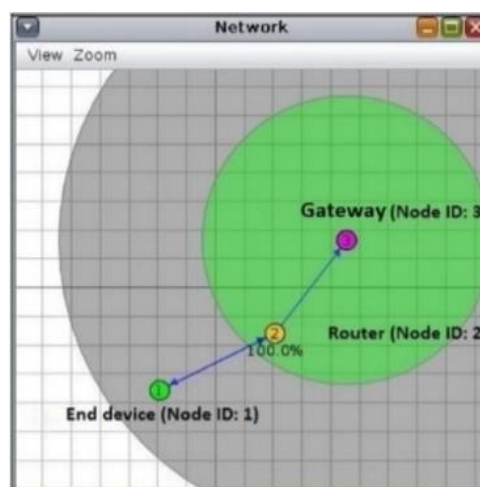 Network
View Zoom
Gateway (Node ID: 3
3
2
Router (Node ID: 2
100.0%
1
End device (Node ID: 1)